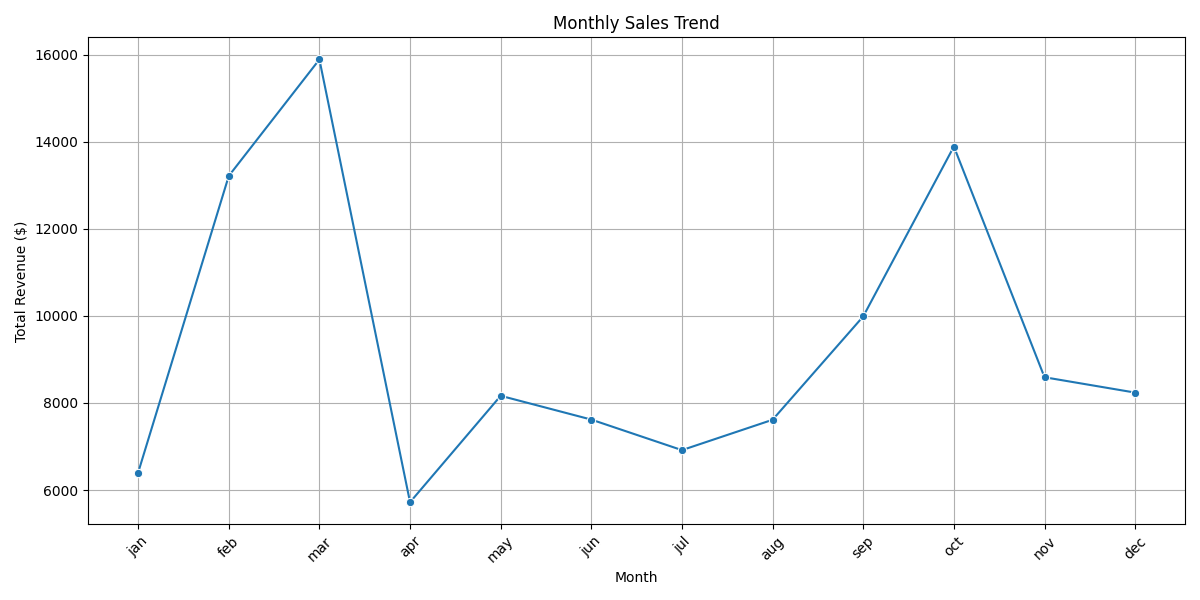 Monthly Sales Trend
Total Revenue ($)
16000
14000
12000
10000
8000
6000
jan feb mar apr may jun jul aug sep oct nov dec
Month